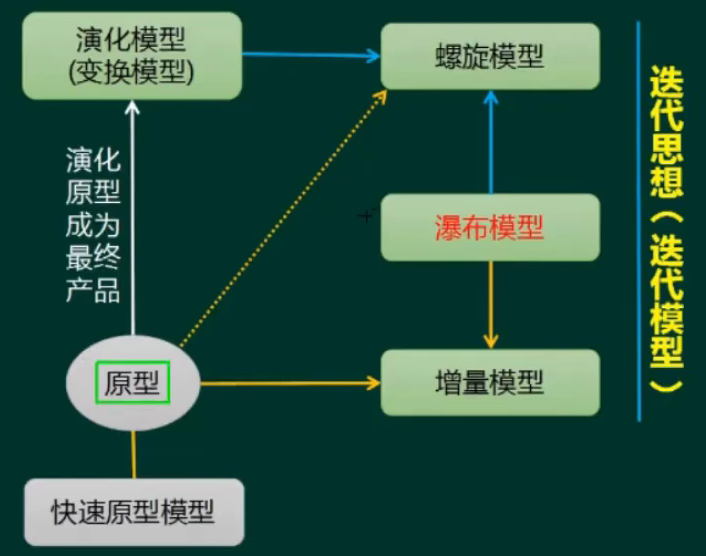 演化模型
(变换模型)
螺旋模型
演化
原型
成为
最终
产品
瀑布模型
迭代思想（迭代模型）
原型
增量模型
快速原型模型